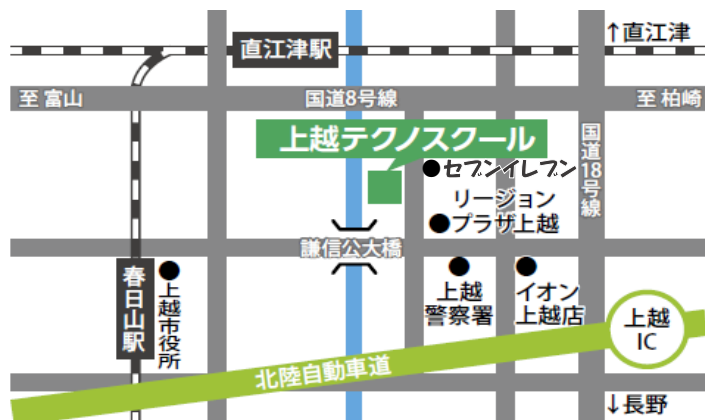 ↑直江津
直江津駅
至 富山
国道8号線
至 柏崎
上越テクノスクール
国道18号線
●セブンイレブン
リージョン
●プラザ上越
謙信公大橋
春日山駅
●上越市役所
●
上越
警察署
●
イオン
上越店
上越
IC
北陸自動車道
↓長野